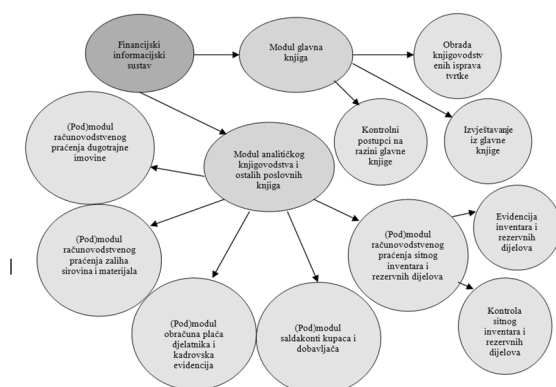 Financijski
informacijski
sustav
Modul glavna
knjiga
Obrada
knjigovodstv
enih isprava
tvrtke
Kontrolni
postupci na
razini glavne
knjige
Izvještavanje
iz glavne
knjige
(Pod)modul
računovodstvenog
praćenja dugotrajne
imovine
Modul analitičkog
knjigovodstva i
ostalih poslovnih
knjiga
(Pod)modul
računovodstvenog
praćenja zaliha
sirovina i materijala
(Pod)modul
obračuna plaća
djelatnika i
kadrovska
evidencija
(Pod)modul
saldakonti kupaca i
dobavljača
(Pod)modul
računovodstvenog
praćenja sitnog
inventara i
rezervnih dijelova
Evidencija
inventara i
rezervnih
dijelova
Kontrola
sitnog
inventara i
rezervnih
dijelova